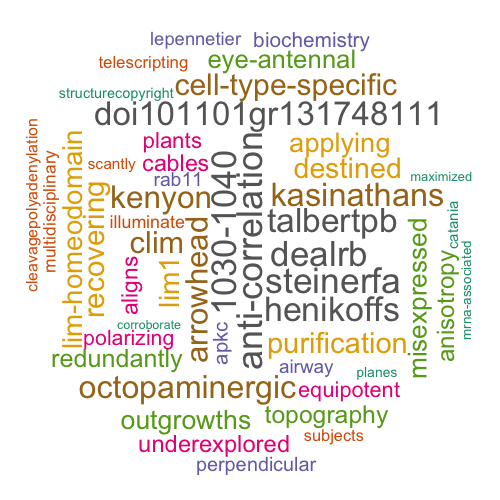 lepennetier
biochemistry
telescripting
eye-antennal
structurecopyright
cell-type-specific
doi101101gr131748111
plants
applying
scantly
cables
destined
cleavagepolyadenylation
multidisciplinary
lim-homeodomain
recovering
rab11
kenyon
kasinathans
maximized
illuminate
1030-1040
anti-correlation
talbertpb
clim
arrowhead
dealrb
aligns
lim1
steinerfa
misexpressed
anisotropy
catania
mrna-associated
henikoffs
corroborate
polarizing
apkc
purification
redundantly
airway
planes
octopaminergic
equipotent
outgrowths
topography
underexplored
subjects
perpendicular